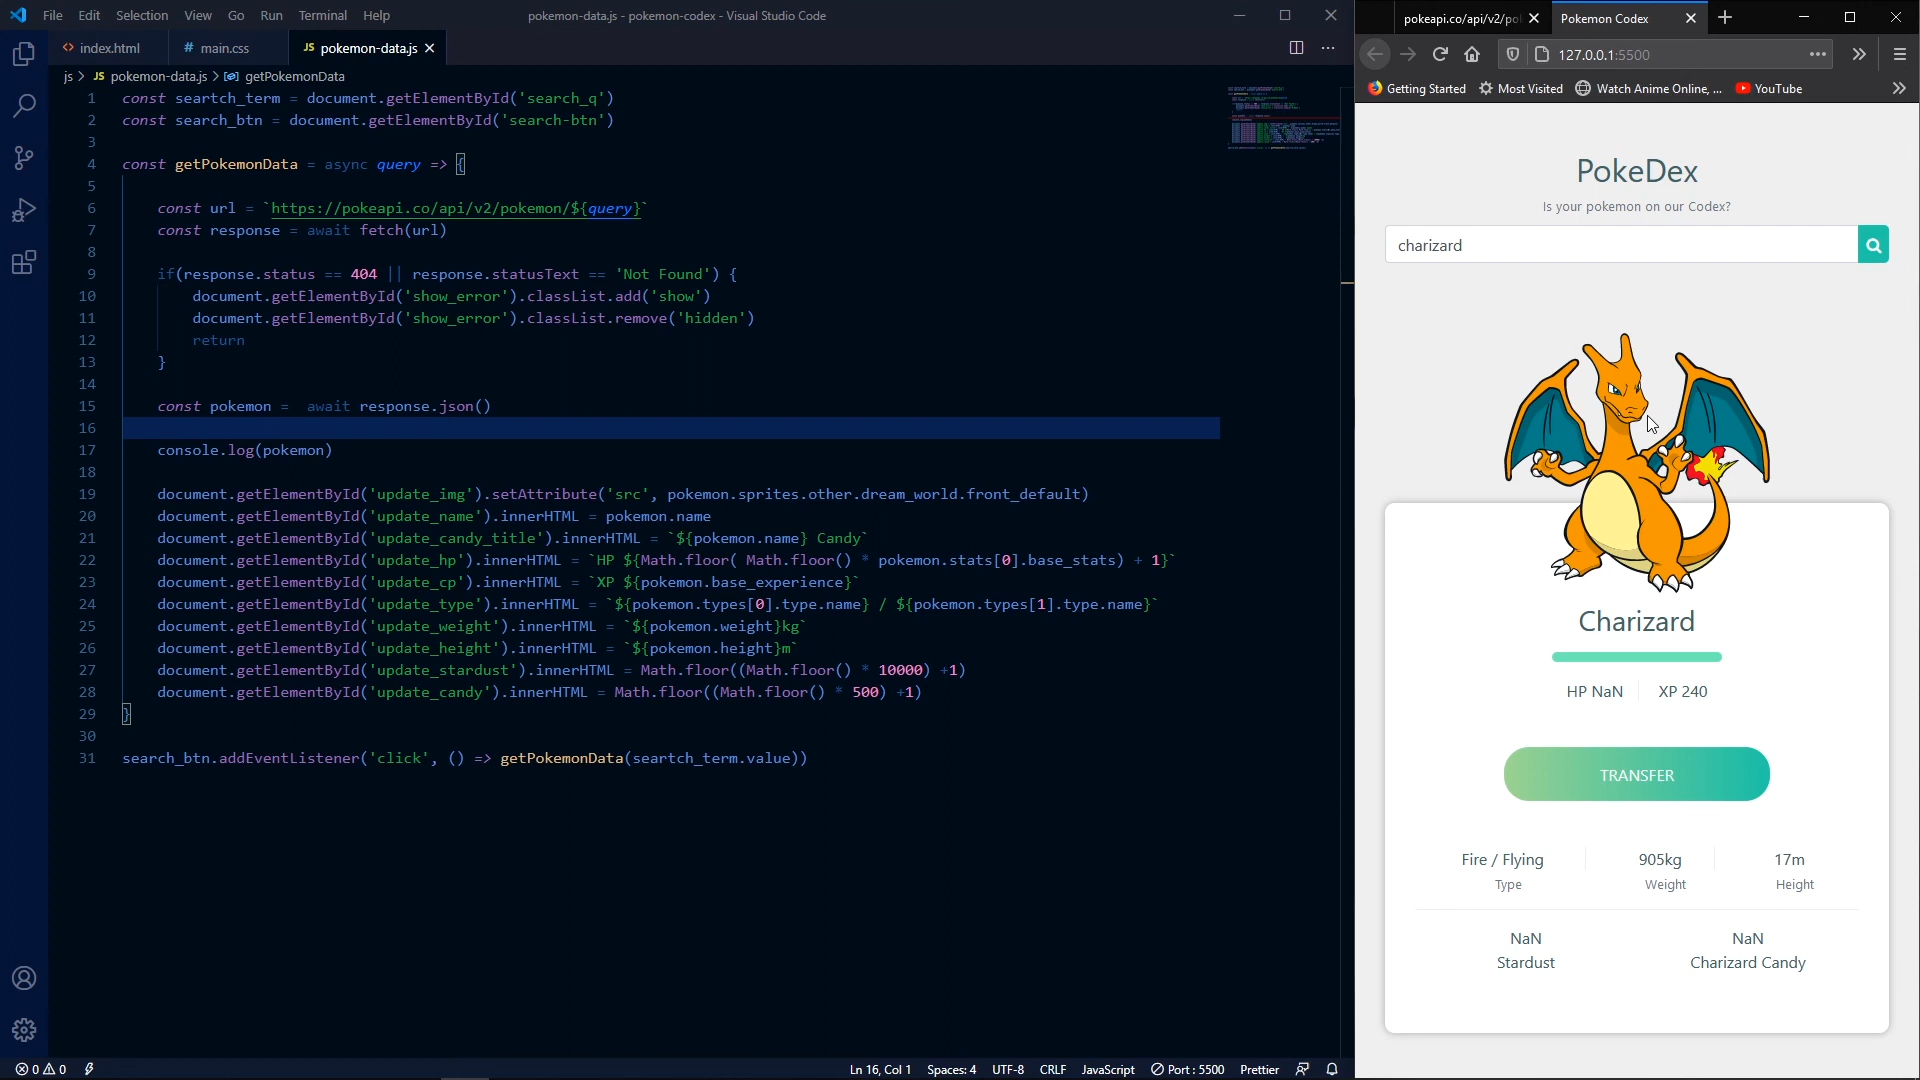 File Edit Selection View Go Run Terminal Help
pokemon-data.js - pokemon-codex - Visual Studio Code
index.html
# main.css
JS pokemon-data.js
js > JS pokemon-data.js > getPokemonData
1 const seartch_term = document.getElementById('search_q')
2 const search_btn = document.getElementById('search-btn')
3
4 const getPokemonData = async query => {
5
6 const url = `https://pokeapi.co/api/v2/pokemon/${query}`
7 const response = await fetch(url)
8
9 if(response.status == 404 || response.statusText == 'Not Found') {
10 document.getElementById('show_error').classList.add('show')
11 document.getElementById('show_error').classList.remove('hidden')
12 return
13 }
14
15 const pokemon =  await response.json()
16
17 console.log(pokemon)
18
19 document.getElementById('update_img').setAttribute('src', pokemon.sprites.other.dream_world.front_default)
20 document.getElementById('update_name').innerHTML = pokemon.name
21 document.getElementById('update_candy_title').innerHTML = `${pokemon.name} Candy`
22 document.getElementById('update_hp').innerHTML = `HP ${Math.floor( Math.floor() * pokemon.stats[0].base_stats) + 1}`
23 document.getElementById('update_cp').innerHTML = `XP ${pokemon.base_experience}`
24 document.getElementById('update_type').innerHTML = `${pokemon.types[0].type.name} / ${pokemon.types[1].type.name}`
25 document.getElementById('update_weight').innerHTML = `${pokemon.weight}kg`
26 document.getElementById('update_height').innerHTML = `${pokemon.height}m`
27 document.getElementById('update_stardust').innerHTML = Math.floor((Math.floor() * 10000) +1)
28 document.getElementById('update_candy').innerHTML = Math.floor((Math.floor() * 500) +1)
29 }
30
31 search_btn.addEventListener('click', () => getPokemonData(seartch_term.value))
0 0
Ln 16, Col 1 Spaces: 4 UTF-8 CRLF JavaScript Port : 5500 Prettier
pokeapi.co/api/v2/po
Pokemon Codex
127.0.0.1:5500
Getting Started Most Visited Watch Anime Online, ... YouTube
PokeDex
Is your pokemon on our Codex?
charizard
Charizard
HP NaN XP 240
TRANSFER
Fire / Flying 905kg 17m
Type Weight Height
NaN NaN
Stardust Charizard Candy